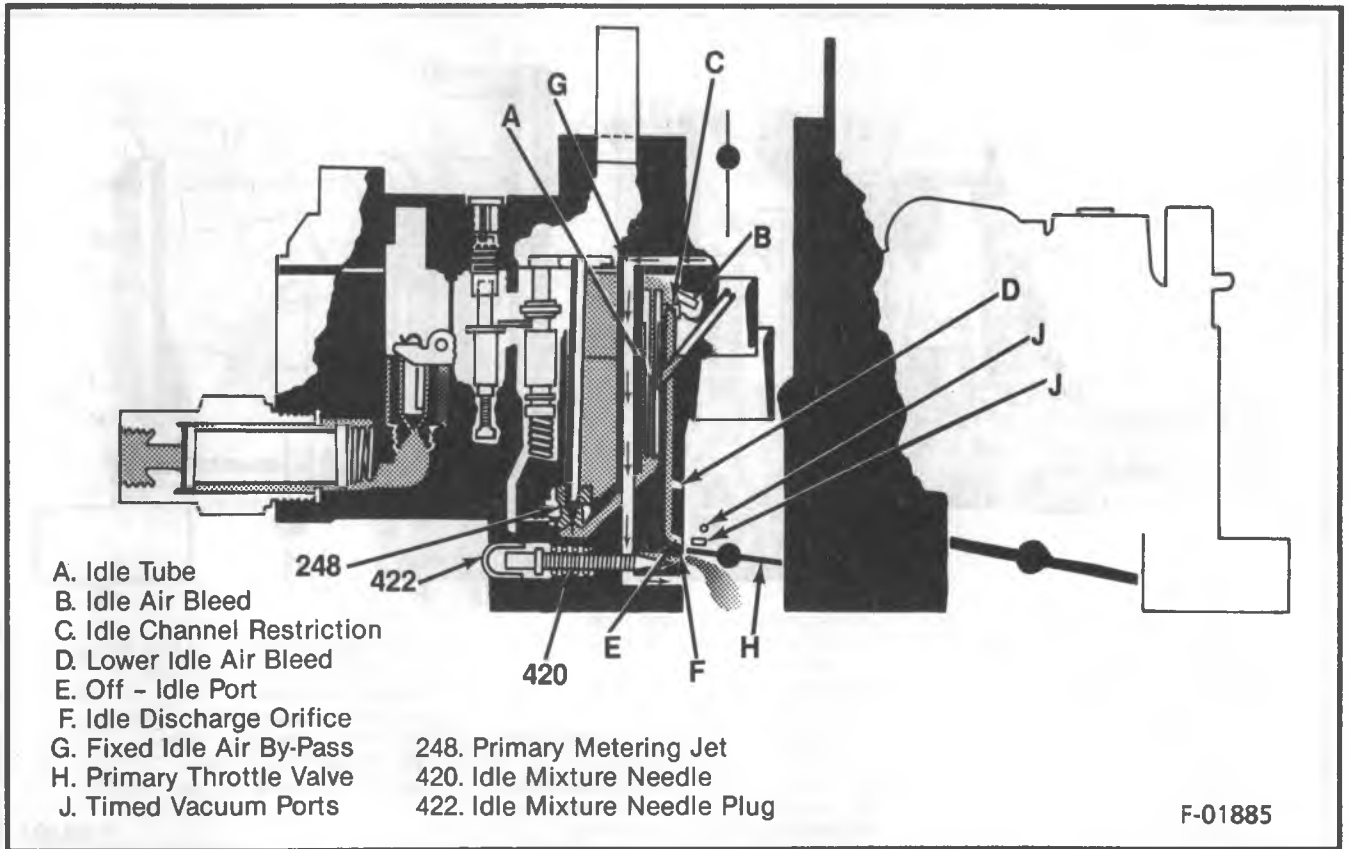 G
C
A
B
D
J
J
248
422
420
E
F
H
A. Idle Tube
B. Idle Air Bleed
C. Idle Channel Restriction
D. Lower Idle Air Bleed
E. Off - Idle Port
F. Idle Discharge Orifice
G. Fixed Idle Air By-Pass
H. Primary Throttle Valve
J. Timed Vacuum Ports
248. Primary Metering Jet
420. Idle Mixture Needle
422. Idle Mixture Needle Plug
F-01885